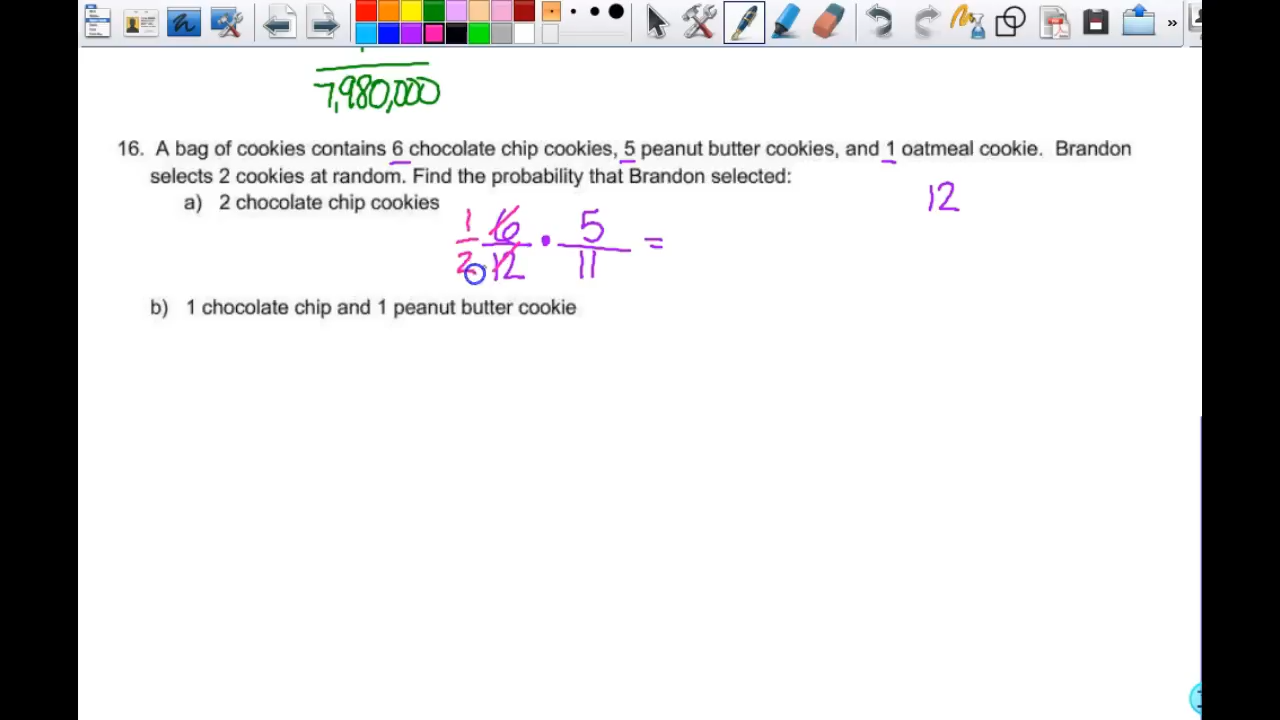 7,980,000
16. A bag of cookies contains 6 chocolate chip cookies, 5 peanut butter cookies, and 1 oatmeal cookie. Brandon
selects 2 cookies at random. Find the probability that Brandon selected:
12
a) 2 chocolate chip cookies
1 6 5
2 12 • 11 =
b) 1 chocolate chip and 1 peanut butter cookie